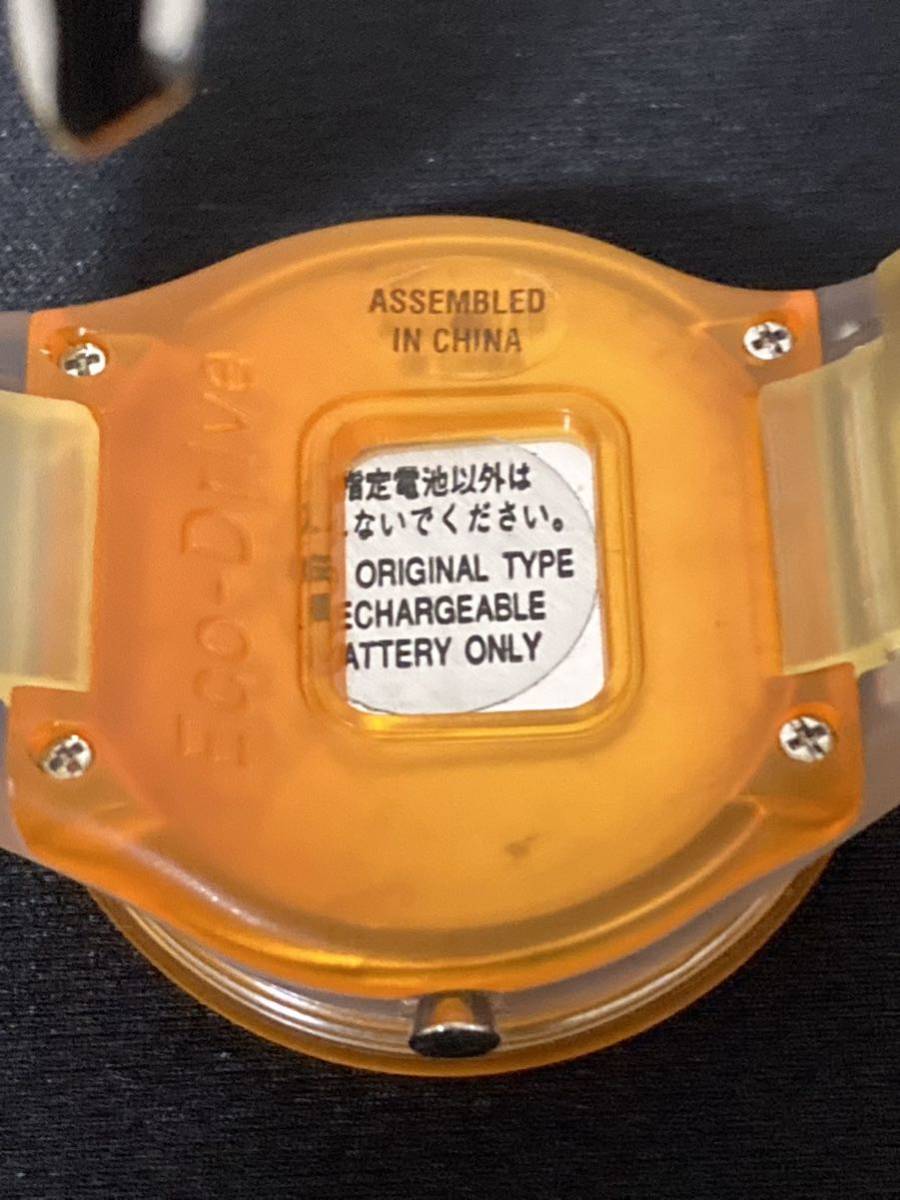 ASSEMBLED
IN CHINA
指定電池以外は
ないでください。
ORIGINAL TYPE
ECHARGEABLE
ATTERY ONLY
Eco-Drive